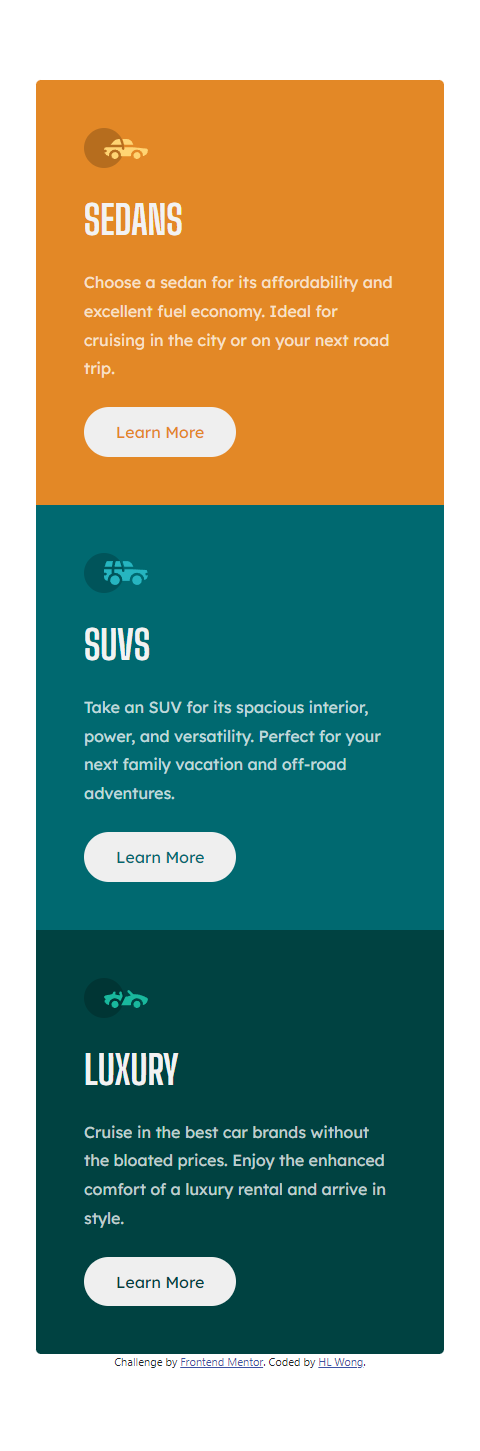 SEDANS
Choose a sedan for its affordability and
excellent fuel economy. Ideal for
cruising in the city or on your next road
trip.
Learn More
SUVS
Take an SUV for its spacious interior,
power, and versatility. Perfect for your
next family vacation and off-road
adventures.
Learn More
LUXURY
Cruise in the best car brands without
the bloated prices. Enjoy the enhanced
comfort of a luxury rental and arrive in
style.
Learn More
Challenge by Frontend Mentor. Coded by HL Wong.